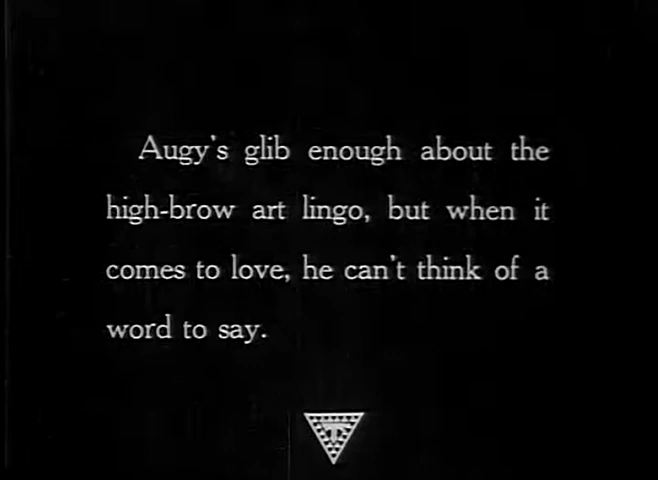 Augy's glib enough about the
high-brow art lingo, but when it
comes to love, he can't think of a
word to say.
T